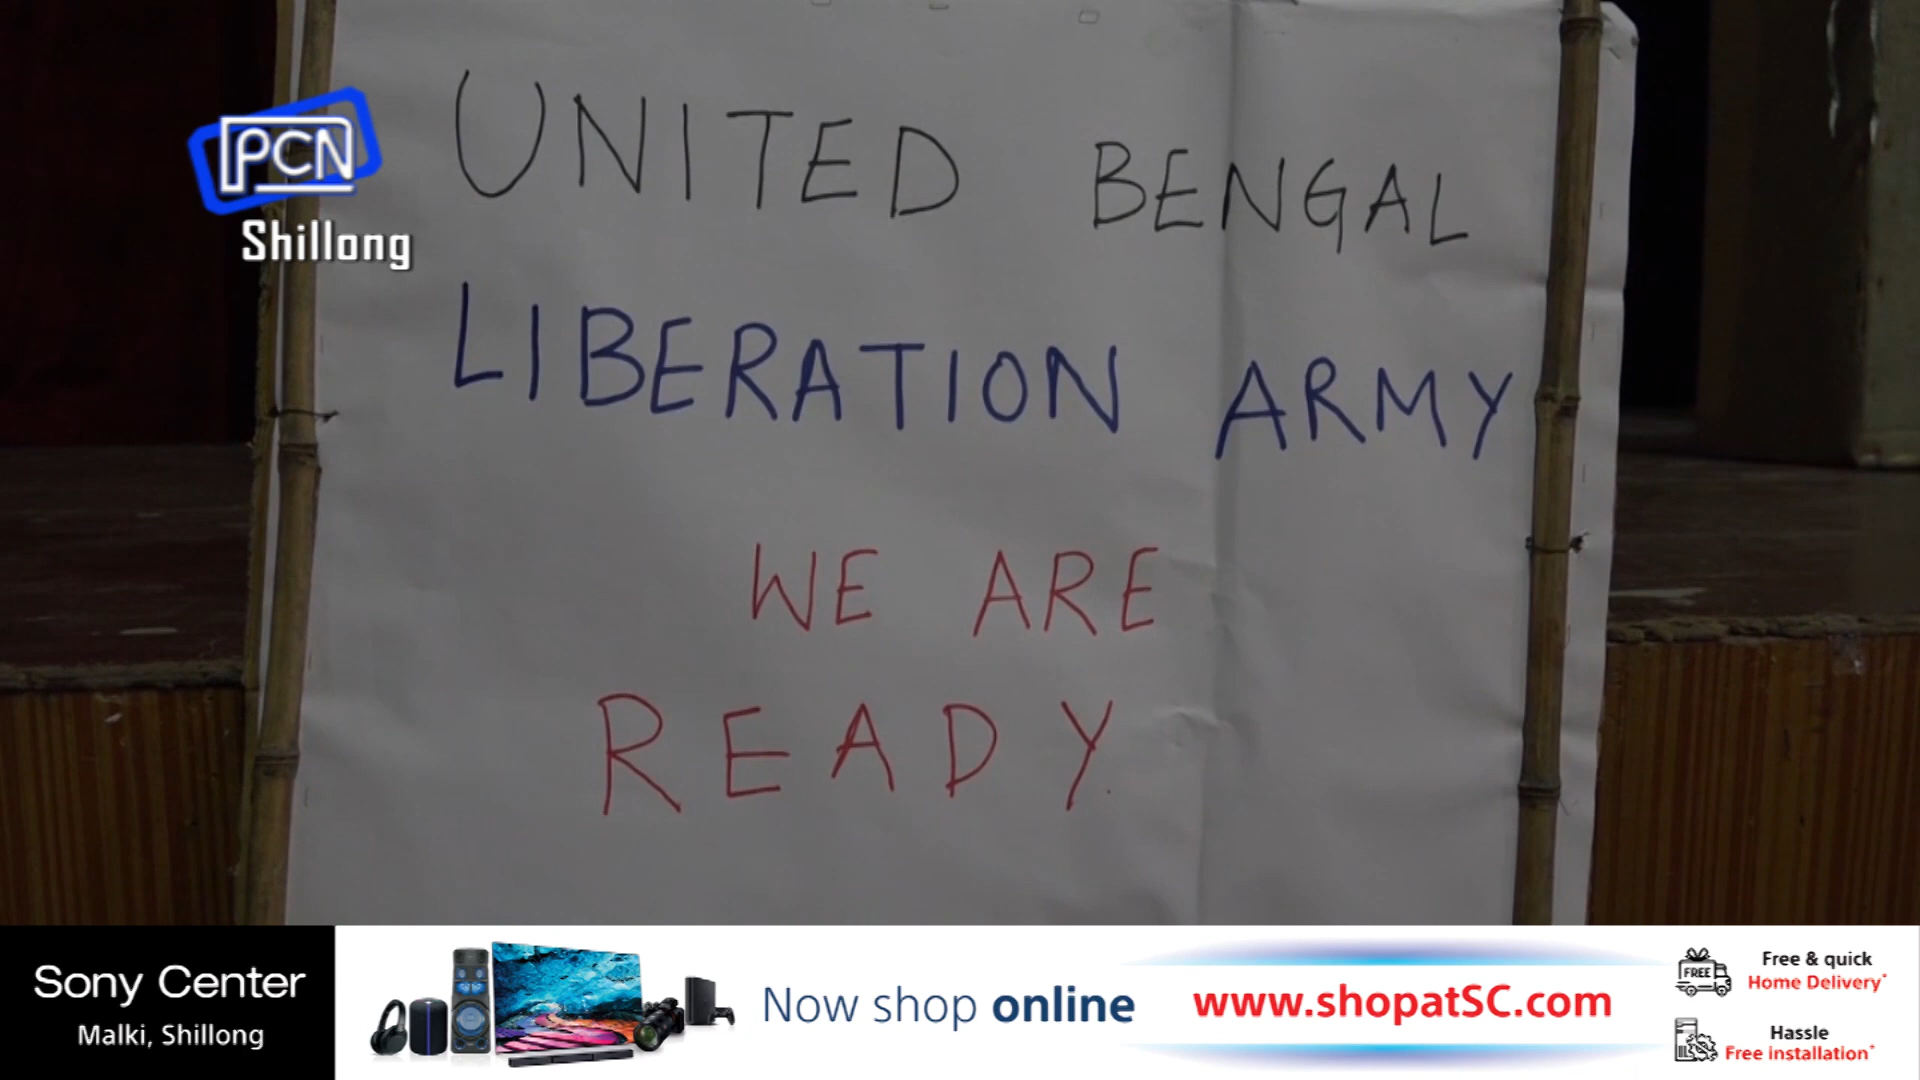 PCN
Shillong
UNITED BENGAL
LIBERATION ARMY
WE ARE
READY
Sony Center
Malki, Shillong
Now shop online
www.shopatSC.com
FREE
Free & quick
Home Delivery*
Hassle
Free installation*